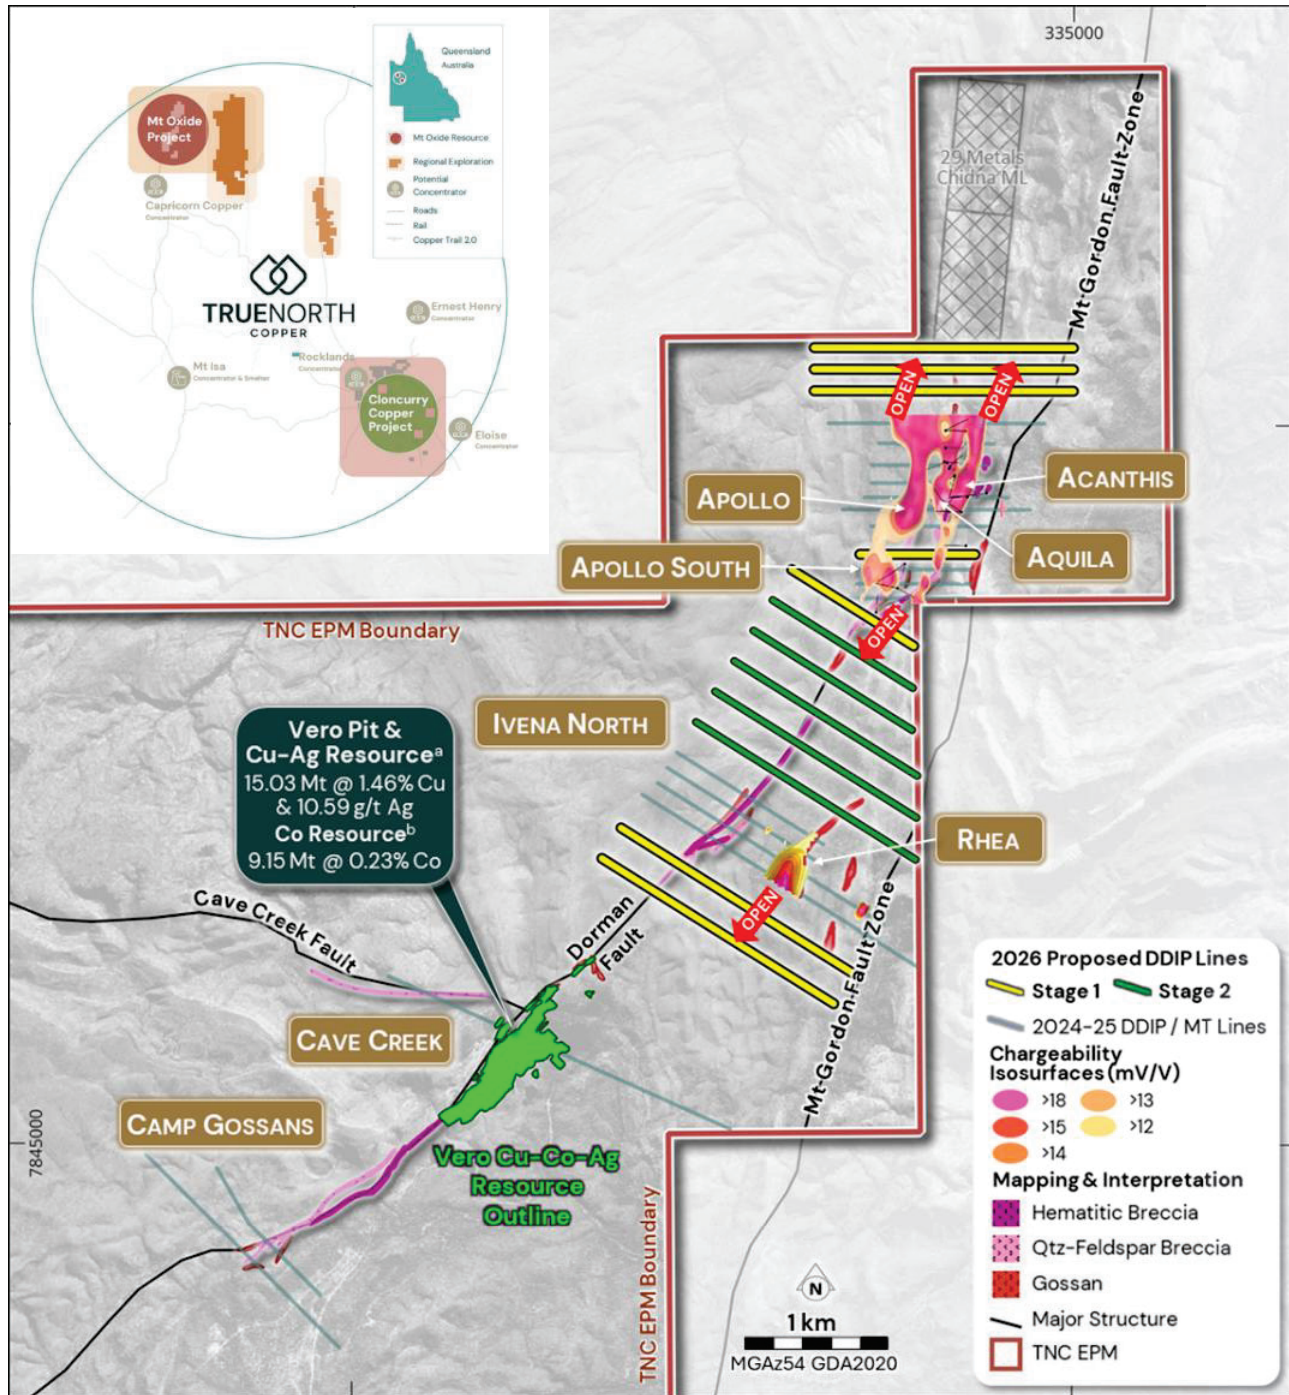 335000
Queensland
Australia
Mt Oxide Resource
Regional Exploration
Potential
Concentrator
Roads
Rail
Copper Trail 2.0
Mt Oxide
Project
Capricorn Copper
Concentrator
TRUENORTH
COPPER
Ernest Henry
Concentrator
Rocklands
Concentrator
Mt Isa
Concentrator & Smelter
Cloncurry
Copper
Project
Eloise
Concentrator
29 Metals
Chidna ML
Mt Gordon Fault Zone
OPEN
OPEN
APOLLO
ACANTHIS
AQUILA
APOLLO SOUTH
OPEN
TNC EPM Boundary
IVENA NORTH
Vero Pit &
Cu-Ag Resourceᵃ
15.03 Mt @ 1.46% Cu
& 10.59 g/t Ag
Co Resourceᵇ
9.15 Mt @ 0.23% Co
RHEA
OPEN
Cave Creek Fault
Dorman
Fault
Mt Gordon Fault Zone
CAVE CREEK
CAMP GOSSANS
7845000
Vero Cu-Co-Ag
Resource
Outline
TNC EPM Boundary
N
1 km
MGAz54 GDA2020
2026 Proposed DDIP Lines
Stage 1 Stage 2
2024-25 DDIP / MT Lines
Chargeability
Isosurfaces (mV/V)
>18 >13
>15 >12
>14
Mapping & Interpretation
Hematitic Breccia
Qtz-Feldspar Breccia
Gossan
Major Structure
TNC EPM